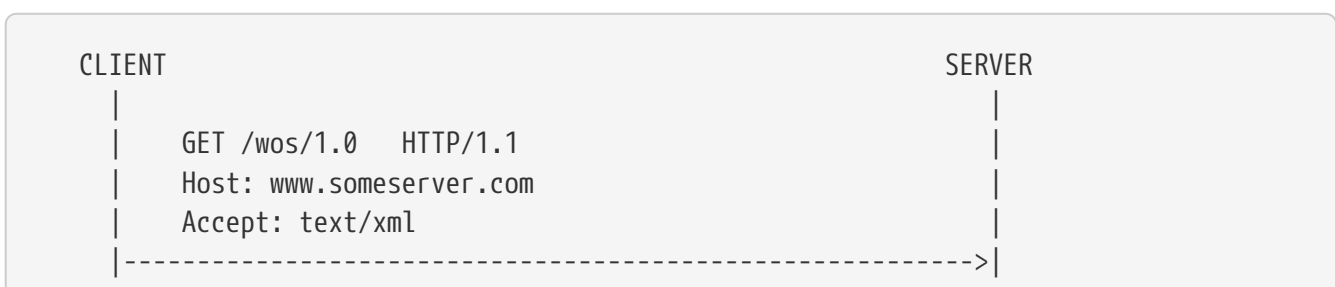 CLIENT                                                     SERVER
  |                                                           |
  |    GET /wos/1.0   HTTP/1.1                                |
  |    Host: www.someserver.com                               |
  |    Accept: text/xml                                       |
  |---------------------------------------------------------->|